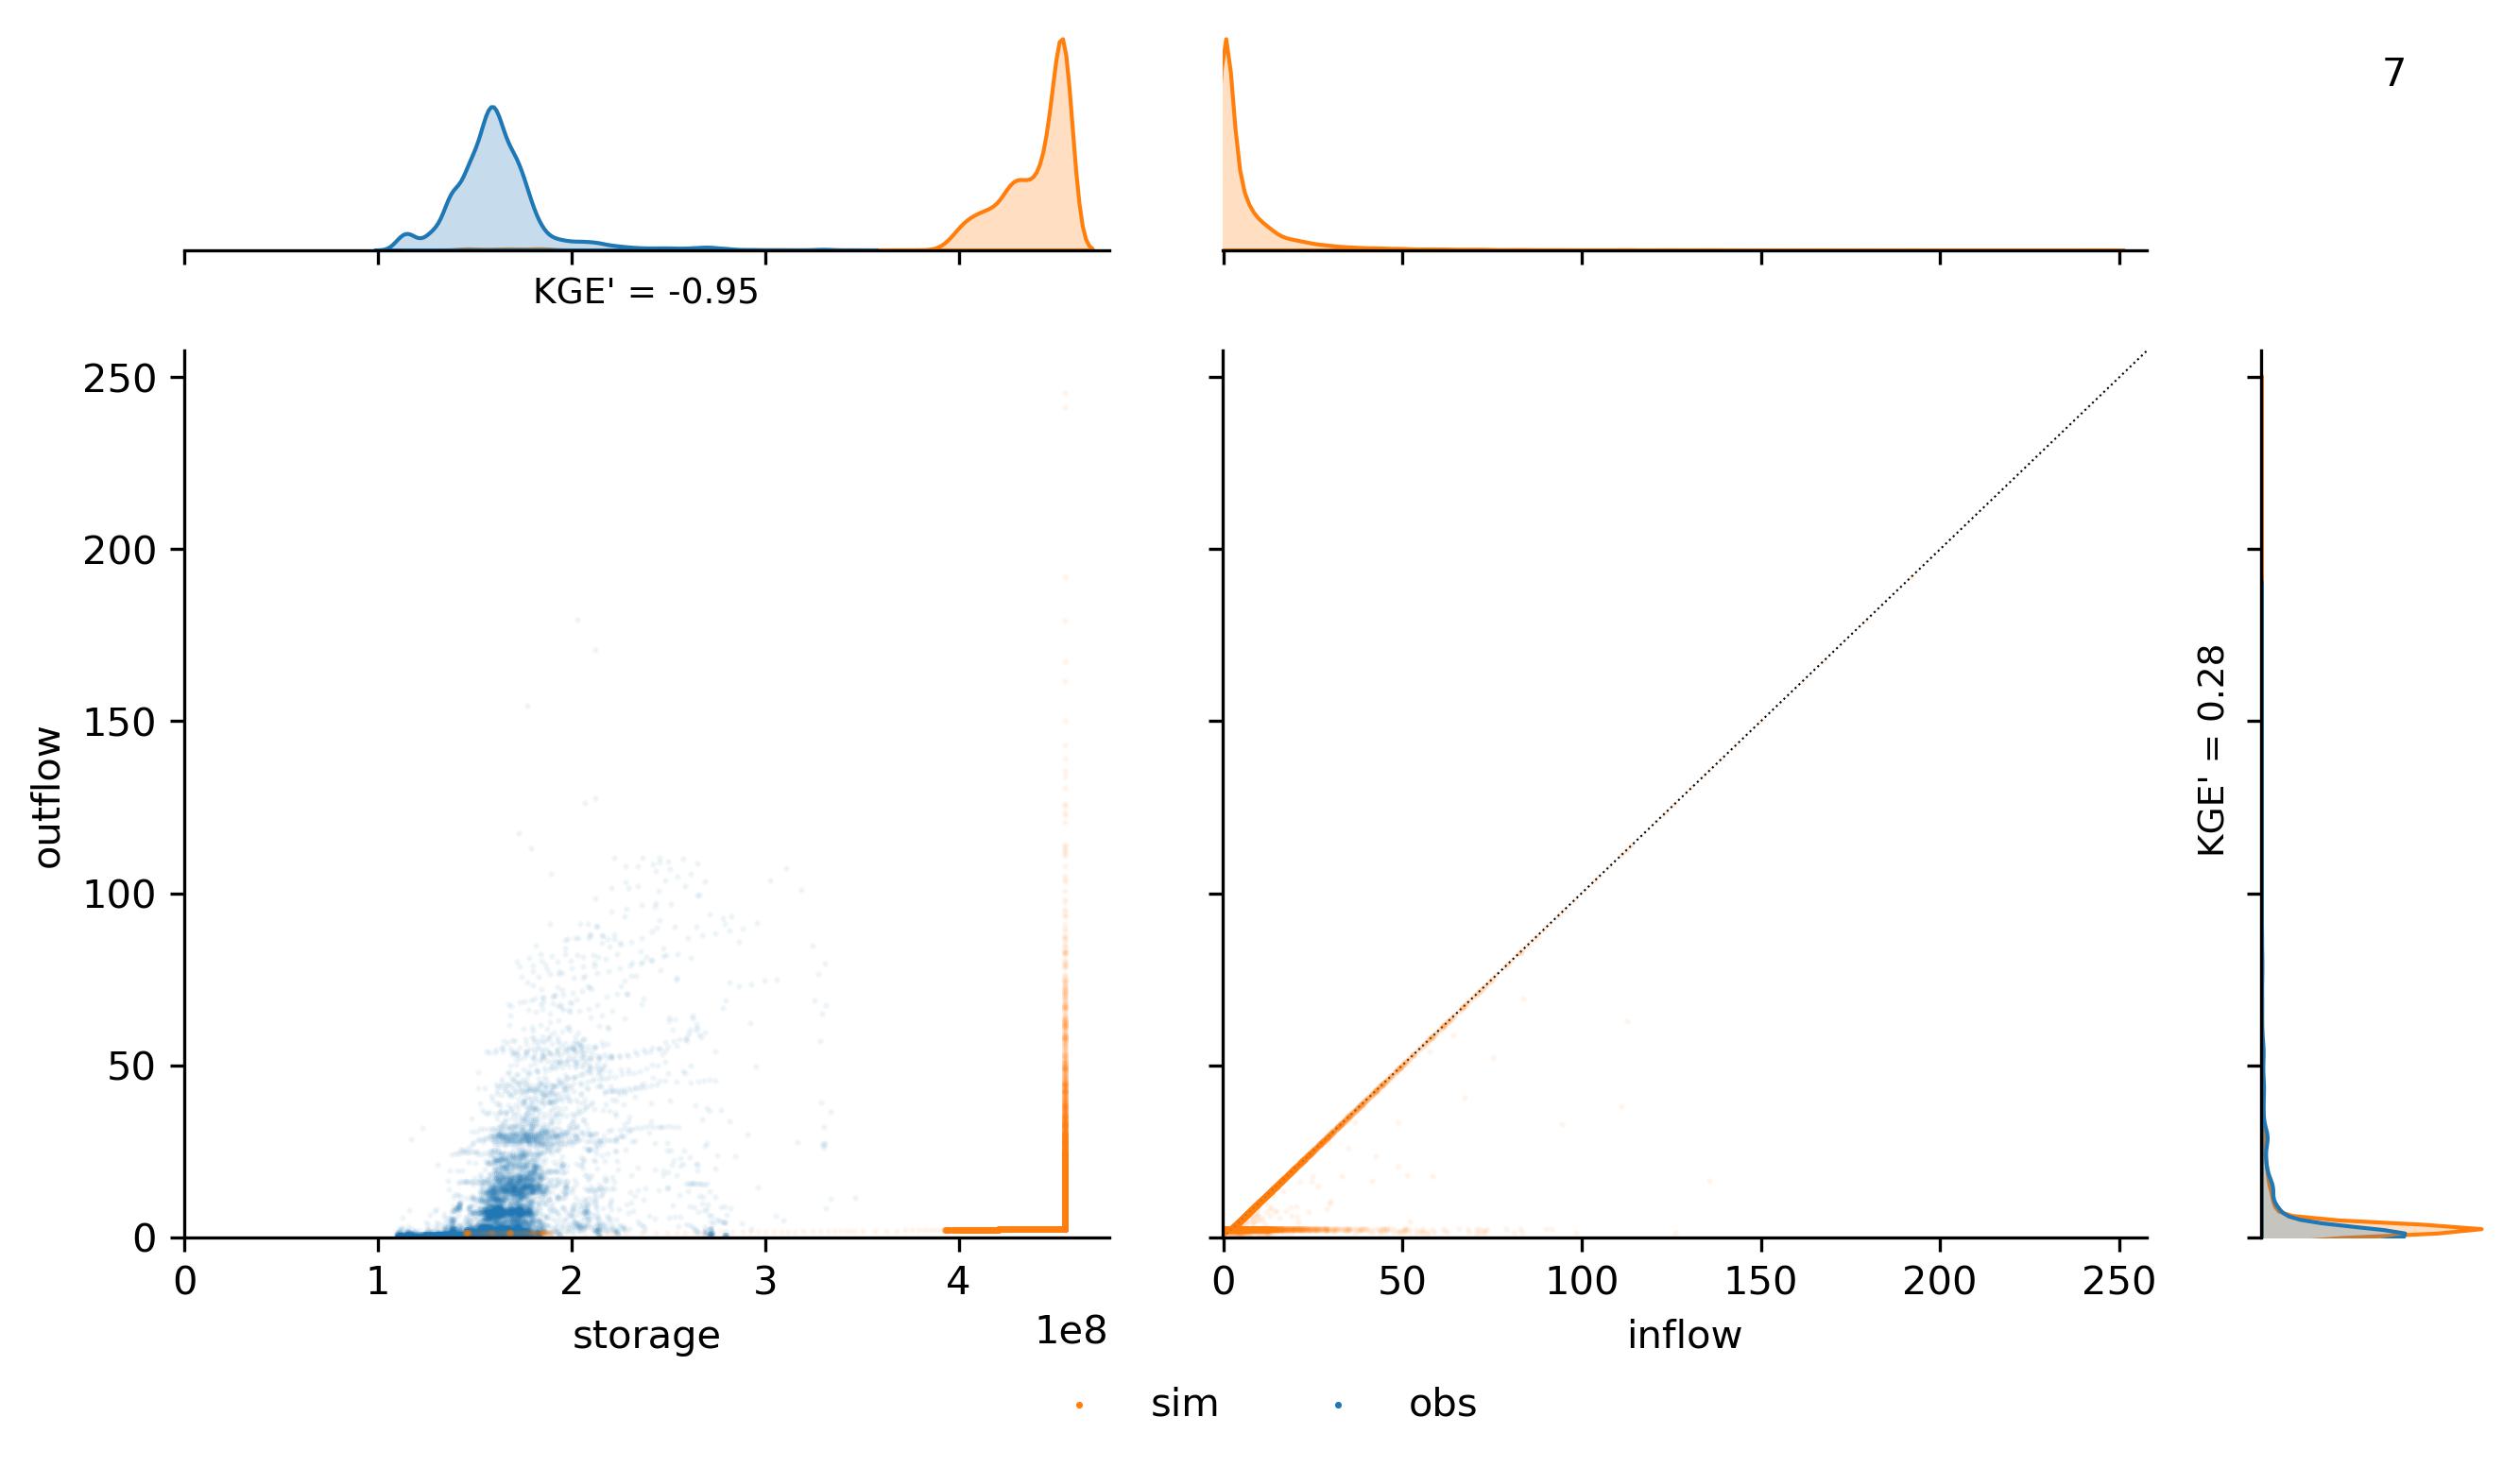 7
KGE' = -0.95
250
200
150
100
50
0
outflow
KGE' = 0.28
0 1 2 3 4
0 50 100 150 200 250
storage
1e8
inflow
sim obs